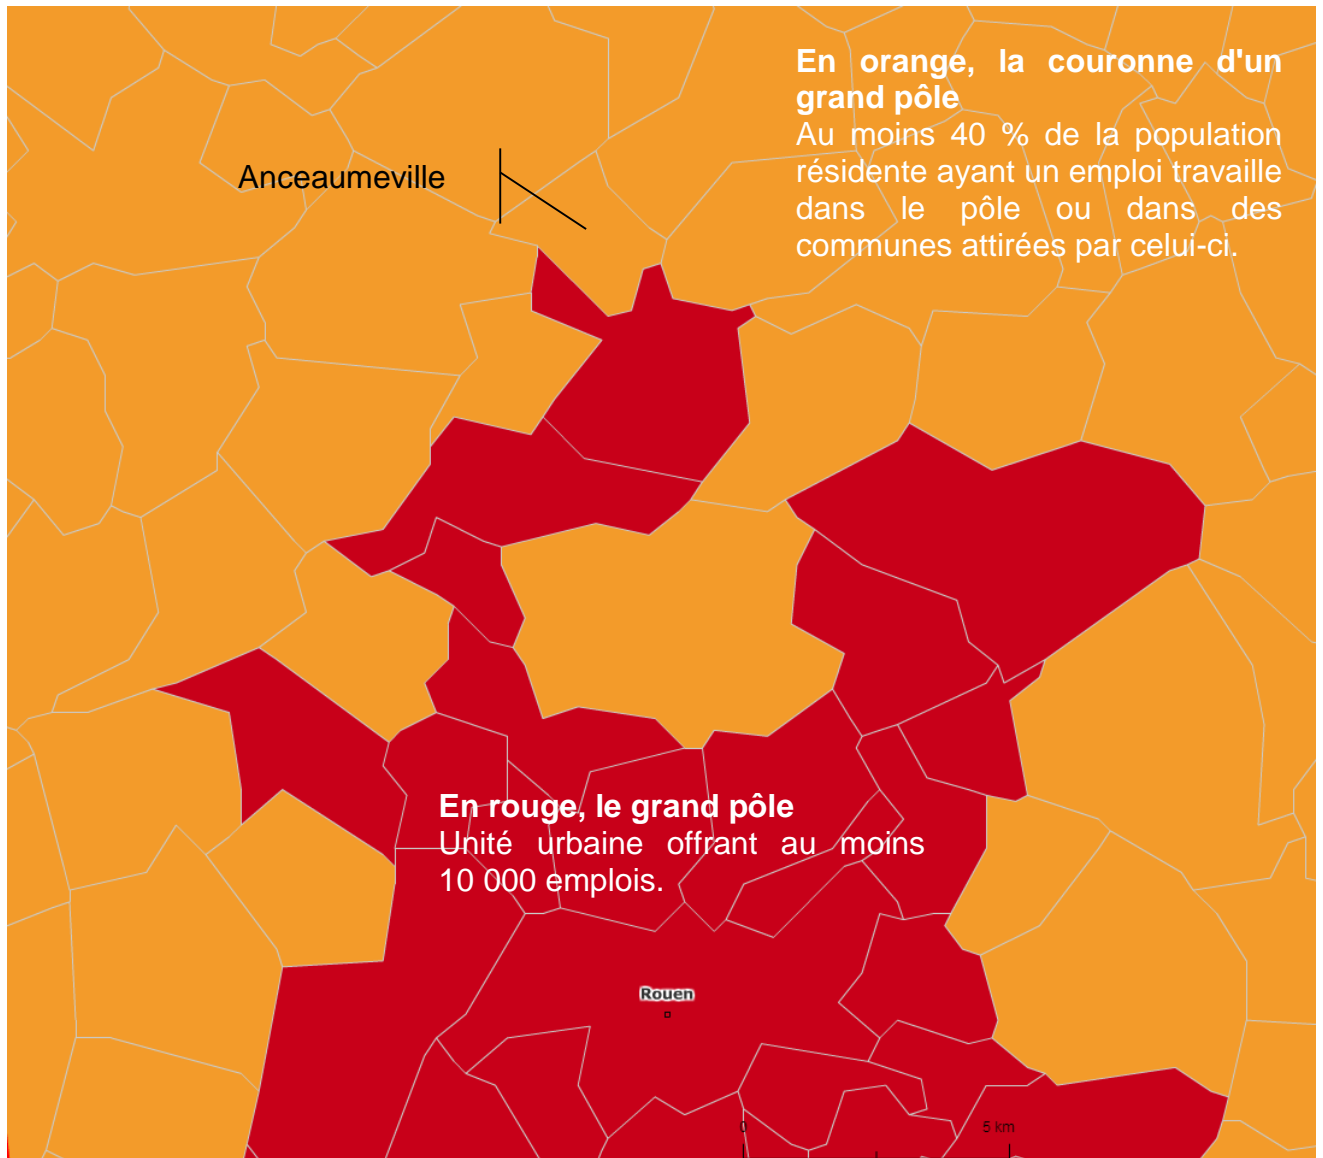 En orange, la couronne d'un
grand pôle
Au moins 40 % de la population
résidente ayant un emploi travaille
dans le pôle ou dans des
communes attirées par celui-ci.
Anceaumeville
En rouge, le grand pôle
Unité urbaine offrant au moins
10 000 emplois.
Rouen
0 5 km